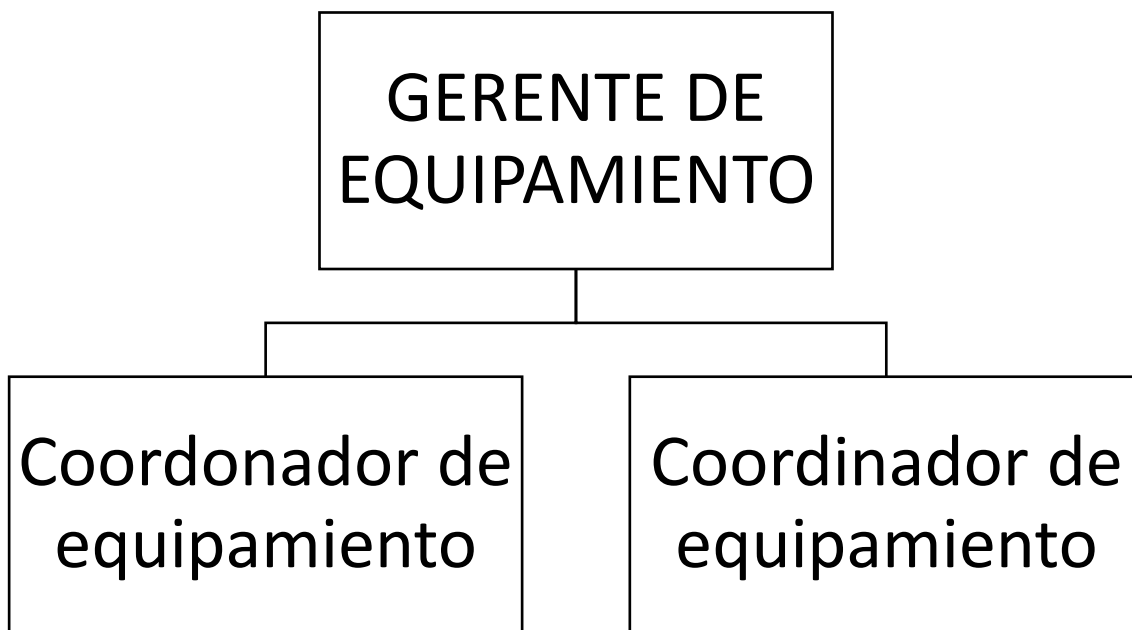 GERENTE DE
EQUIPAMIENTO
Coordonador de
equipamiento
Coordinador de
equipamiento